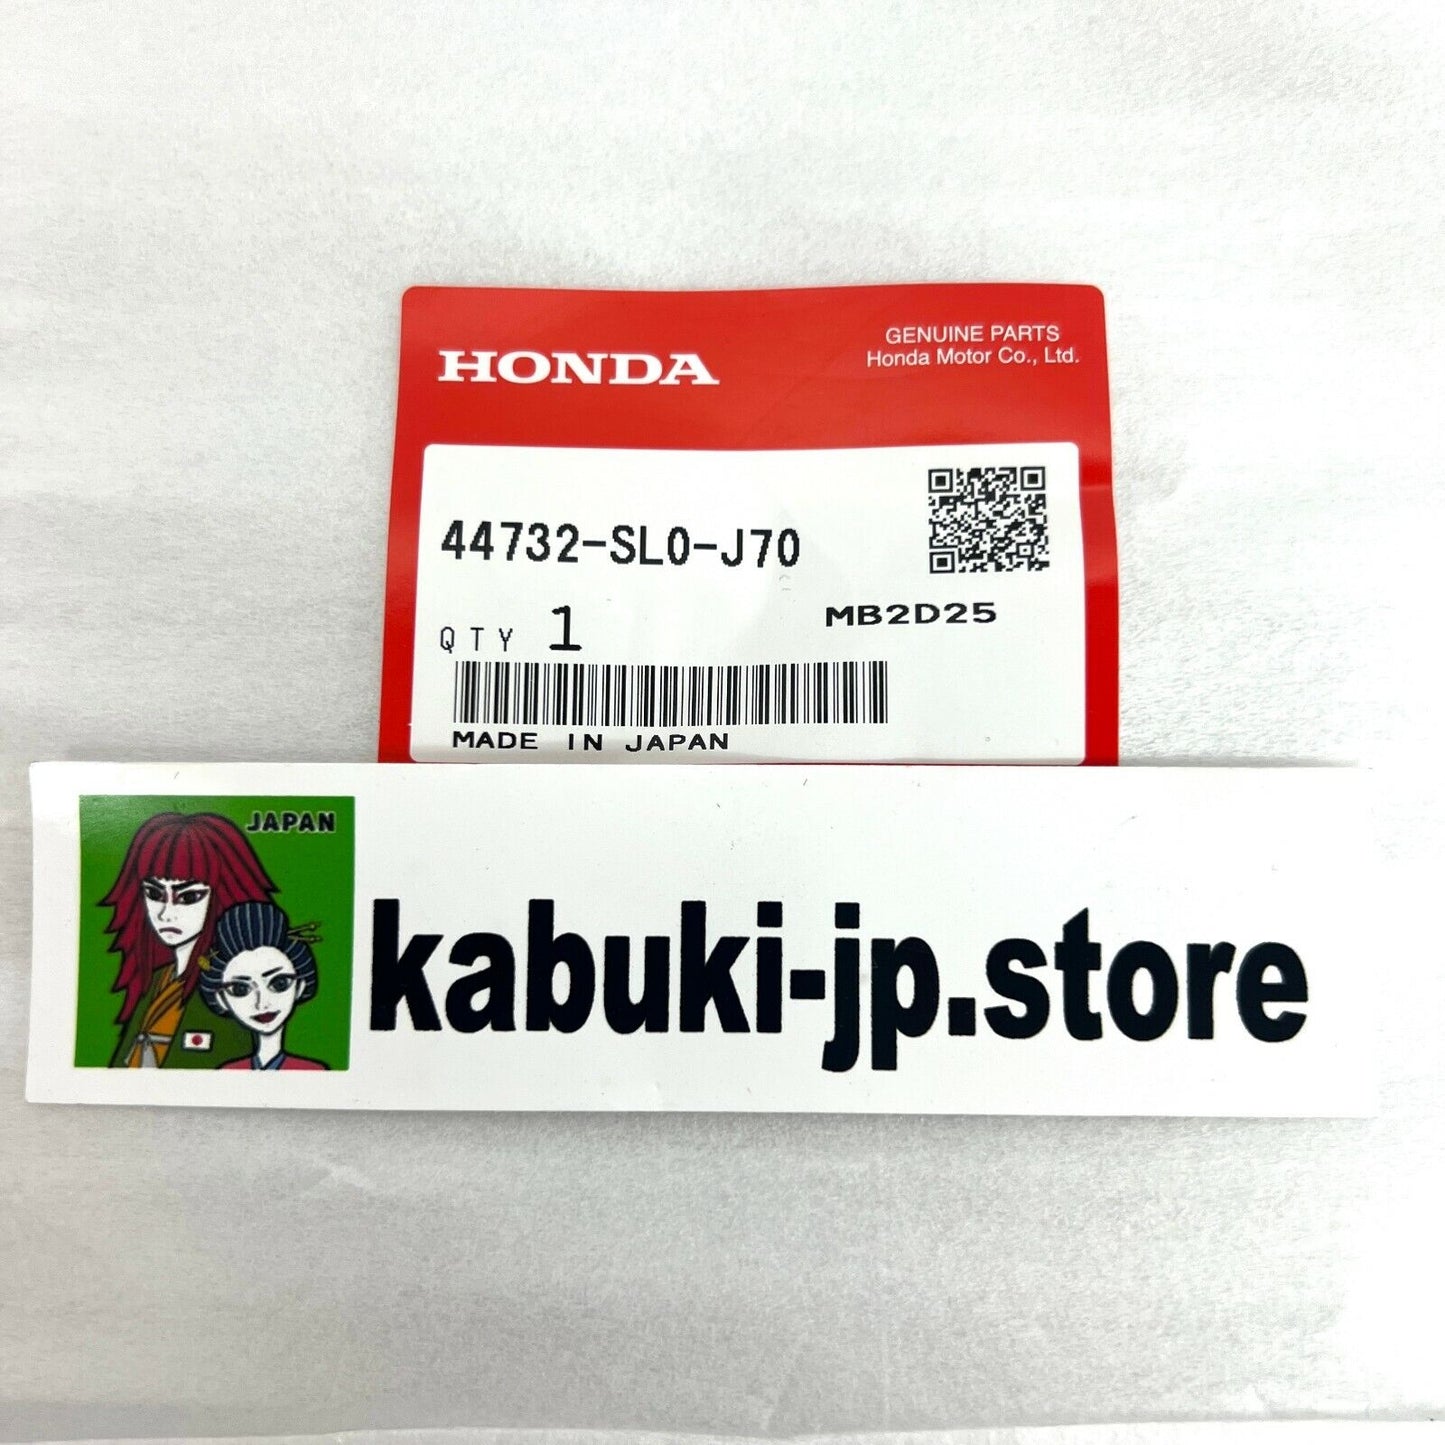 HONDA
GENUINE PARTS
Honda Motor Co., Ltd.
44732-SL0-J70
QTY 1
MB2D25
MADE IN JAPAN
JAPAN
kabuki-jp.store